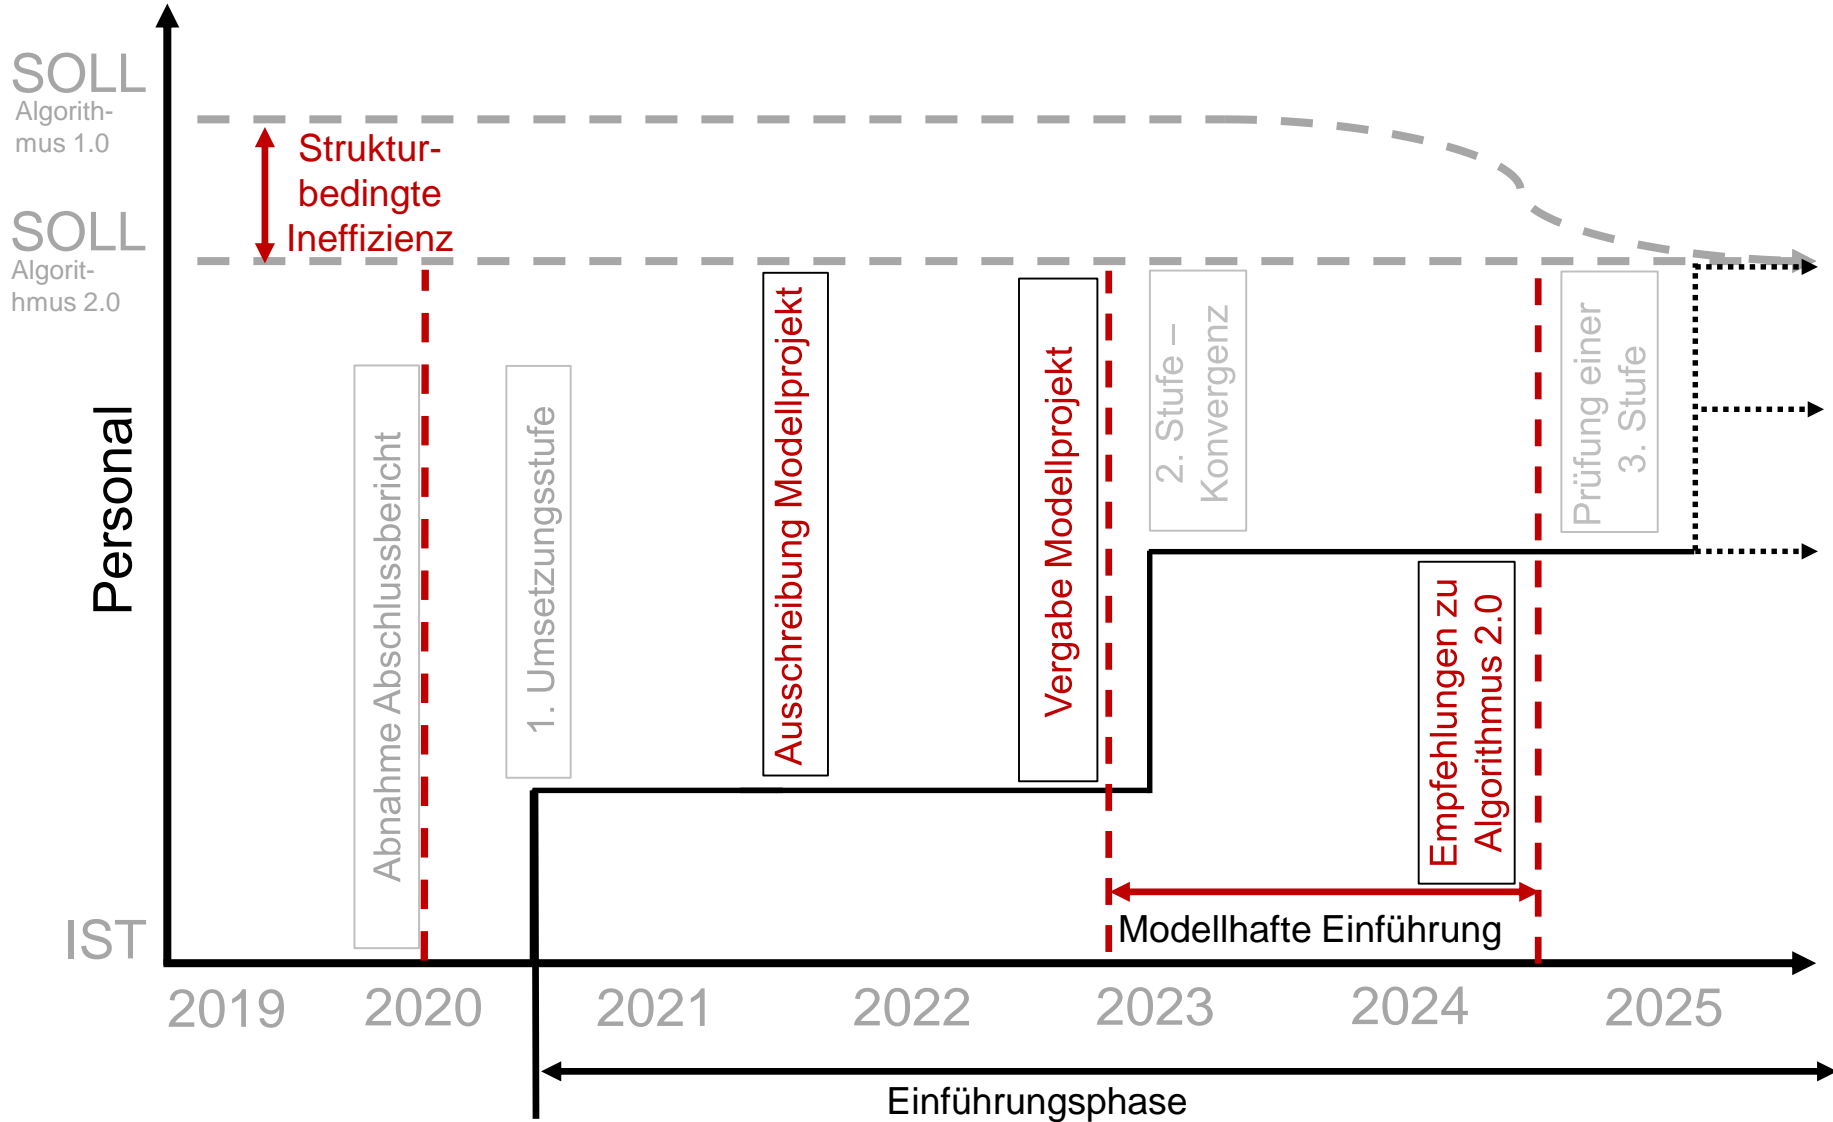 SOLL
Algorith-
mus 1.0
Struktur-
bedingte
Ineffizienz
SOLL
Algorit-
hmus 2.0
Personal
Abnahme Abschlussbericht
1. Umsetzungsstufe
Ausschreibung Modellprojekt
Vergabe Modellprojekt
2. Stufe –
Konvergenz
Empfehlungen zu
Algorithmus 2.0
Prüfung einer
3. Stufe
Modellhafte Einführung
IST
2019
2020
2021
2022
2023
2024
2025
Einführungsphase